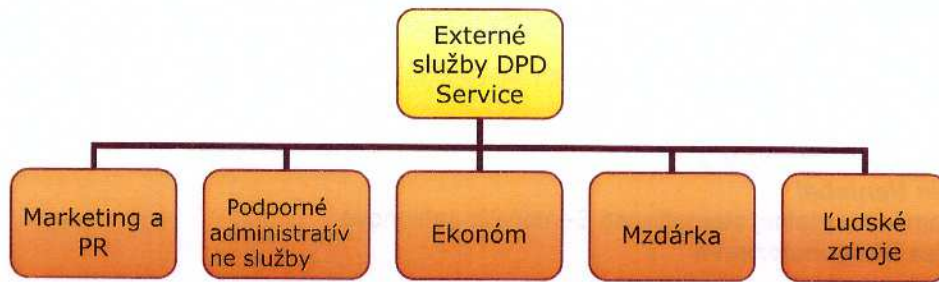 Externé
služby DPD
Service
Marketing a
PR
Podporné
administratív
ne služby
Ekonóm
Mzdárka
Ľudské
zdroje